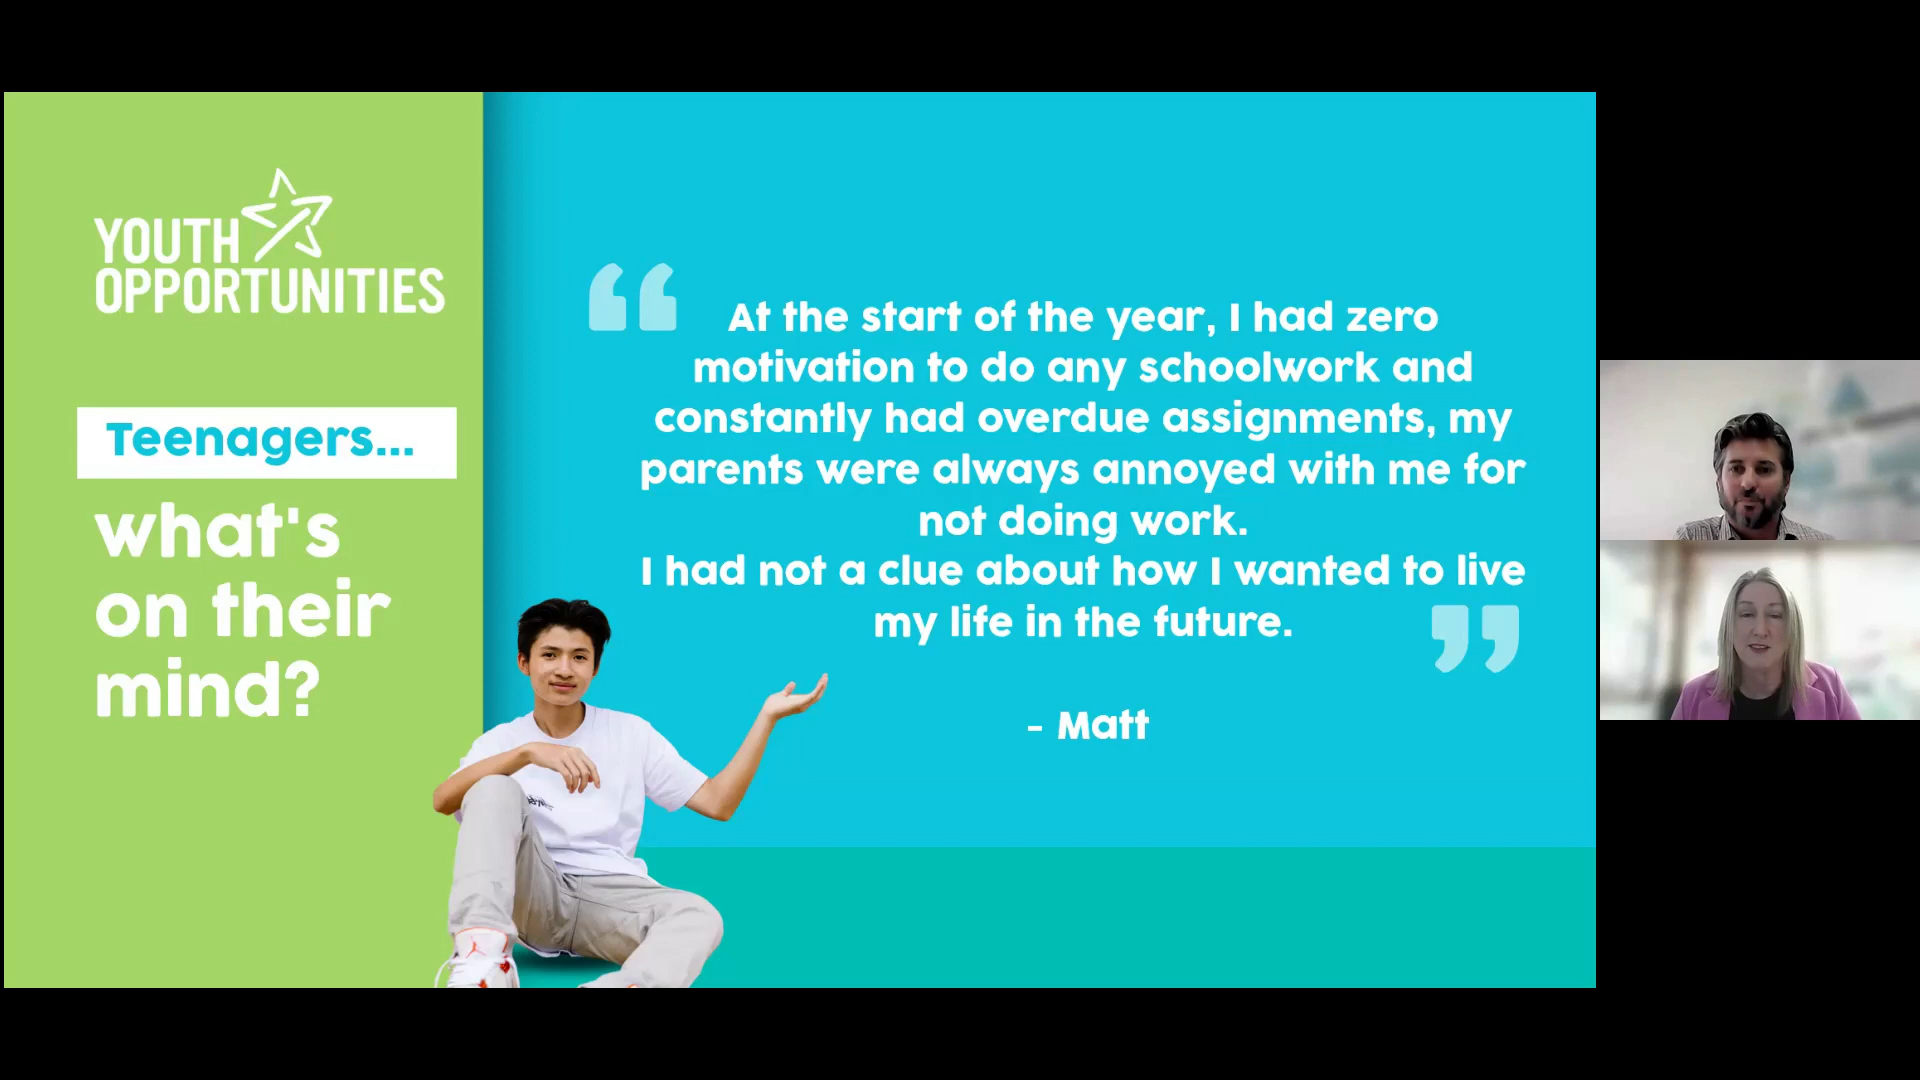 YOUTH
OPPORTUNITIES
Teenagers...
what's
on their
mind?
“
At the start of the year, I had zero
motivation to do any schoolwork and
constantly had overdue assignments, my
parents were always annoyed with me for
not doing work.
I had not a clue about how I wanted to live
my life in the future.
”
- Matt